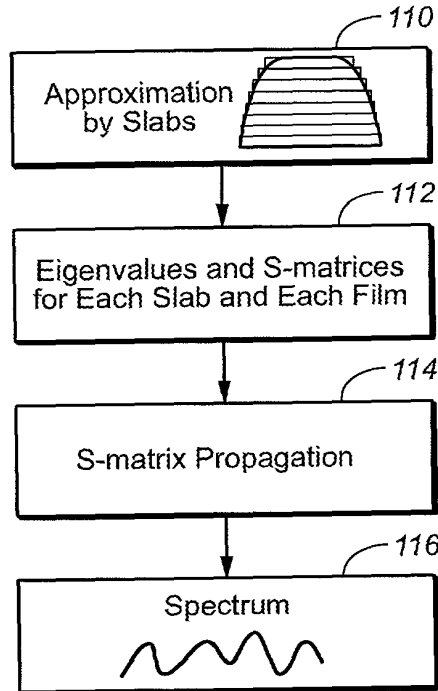 110
Approximation
by Slabs
112
Eigenvalues and S-matrices
for Each Slab and Each Film
114
S-matrix Propagation
116
Spectrum